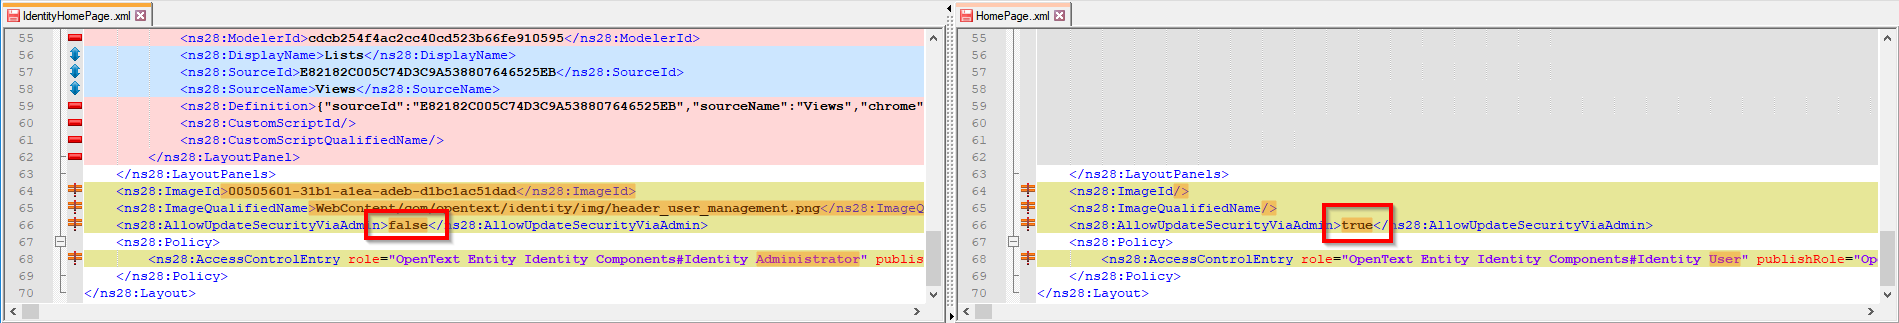 IdentityHomePage..xml
55 <ns28:ModelerId>cdcb254f4ac2cc40cd523b66fe910595</ns28:ModelerId>
56 <ns28:DisplayName>Lists</ns28:DisplayName>
57 <ns28:SourceId>E82182C005C74D3C9A538807646525EB</ns28:SourceId>
58 <ns28:SourceName>Views</ns28:SourceName>
59 <ns28:Definition>{"sourceId":"E82182C005C74D3C9A538807646525EB","sourceName":"Views","chrome"
60 <ns28:CustomScriptId/>
61 <ns28:CustomScriptQualifiedName/>
62 </ns28:LayoutPanel>
63 </ns28:LayoutPanels>
64 <ns28:ImageId>00505601-31b1-a1ea-adeb-d1bc1ac51dad</ns28:ImageId>
65 <ns28:ImageQualifiedName>WebContent/com/opentext/identity/img/header_user_management.png</ns28:ImageQ
66 <ns28:AllowUpdateSecurityViaAdmin>false</ns28:AllowUpdateSecurityViaAdmin>
67 <ns28:Policy>
68 <ns28:AccessControlEntry role="OpenText Entity Identity Components#Identity Administrator" publis
69 </ns28:Policy>
70 </ns28:Layout>
HomePage..xml
55
56
57
58
59
60
61
62
63 </ns28:LayoutPanels>
64 <ns28:ImageId/>
65 <ns28:ImageQualifiedName/>
66 <ns28:AllowUpdateSecurityViaAdmin>true</ns28:AllowUpdateSecurityViaAdmin>
67 <ns28:Policy>
68 <ns28:AccessControlEntry role="OpenText Entity Identity Components#Identity User" publishRole="Op
69 </ns28:Policy>
70 </ns28:Layout>